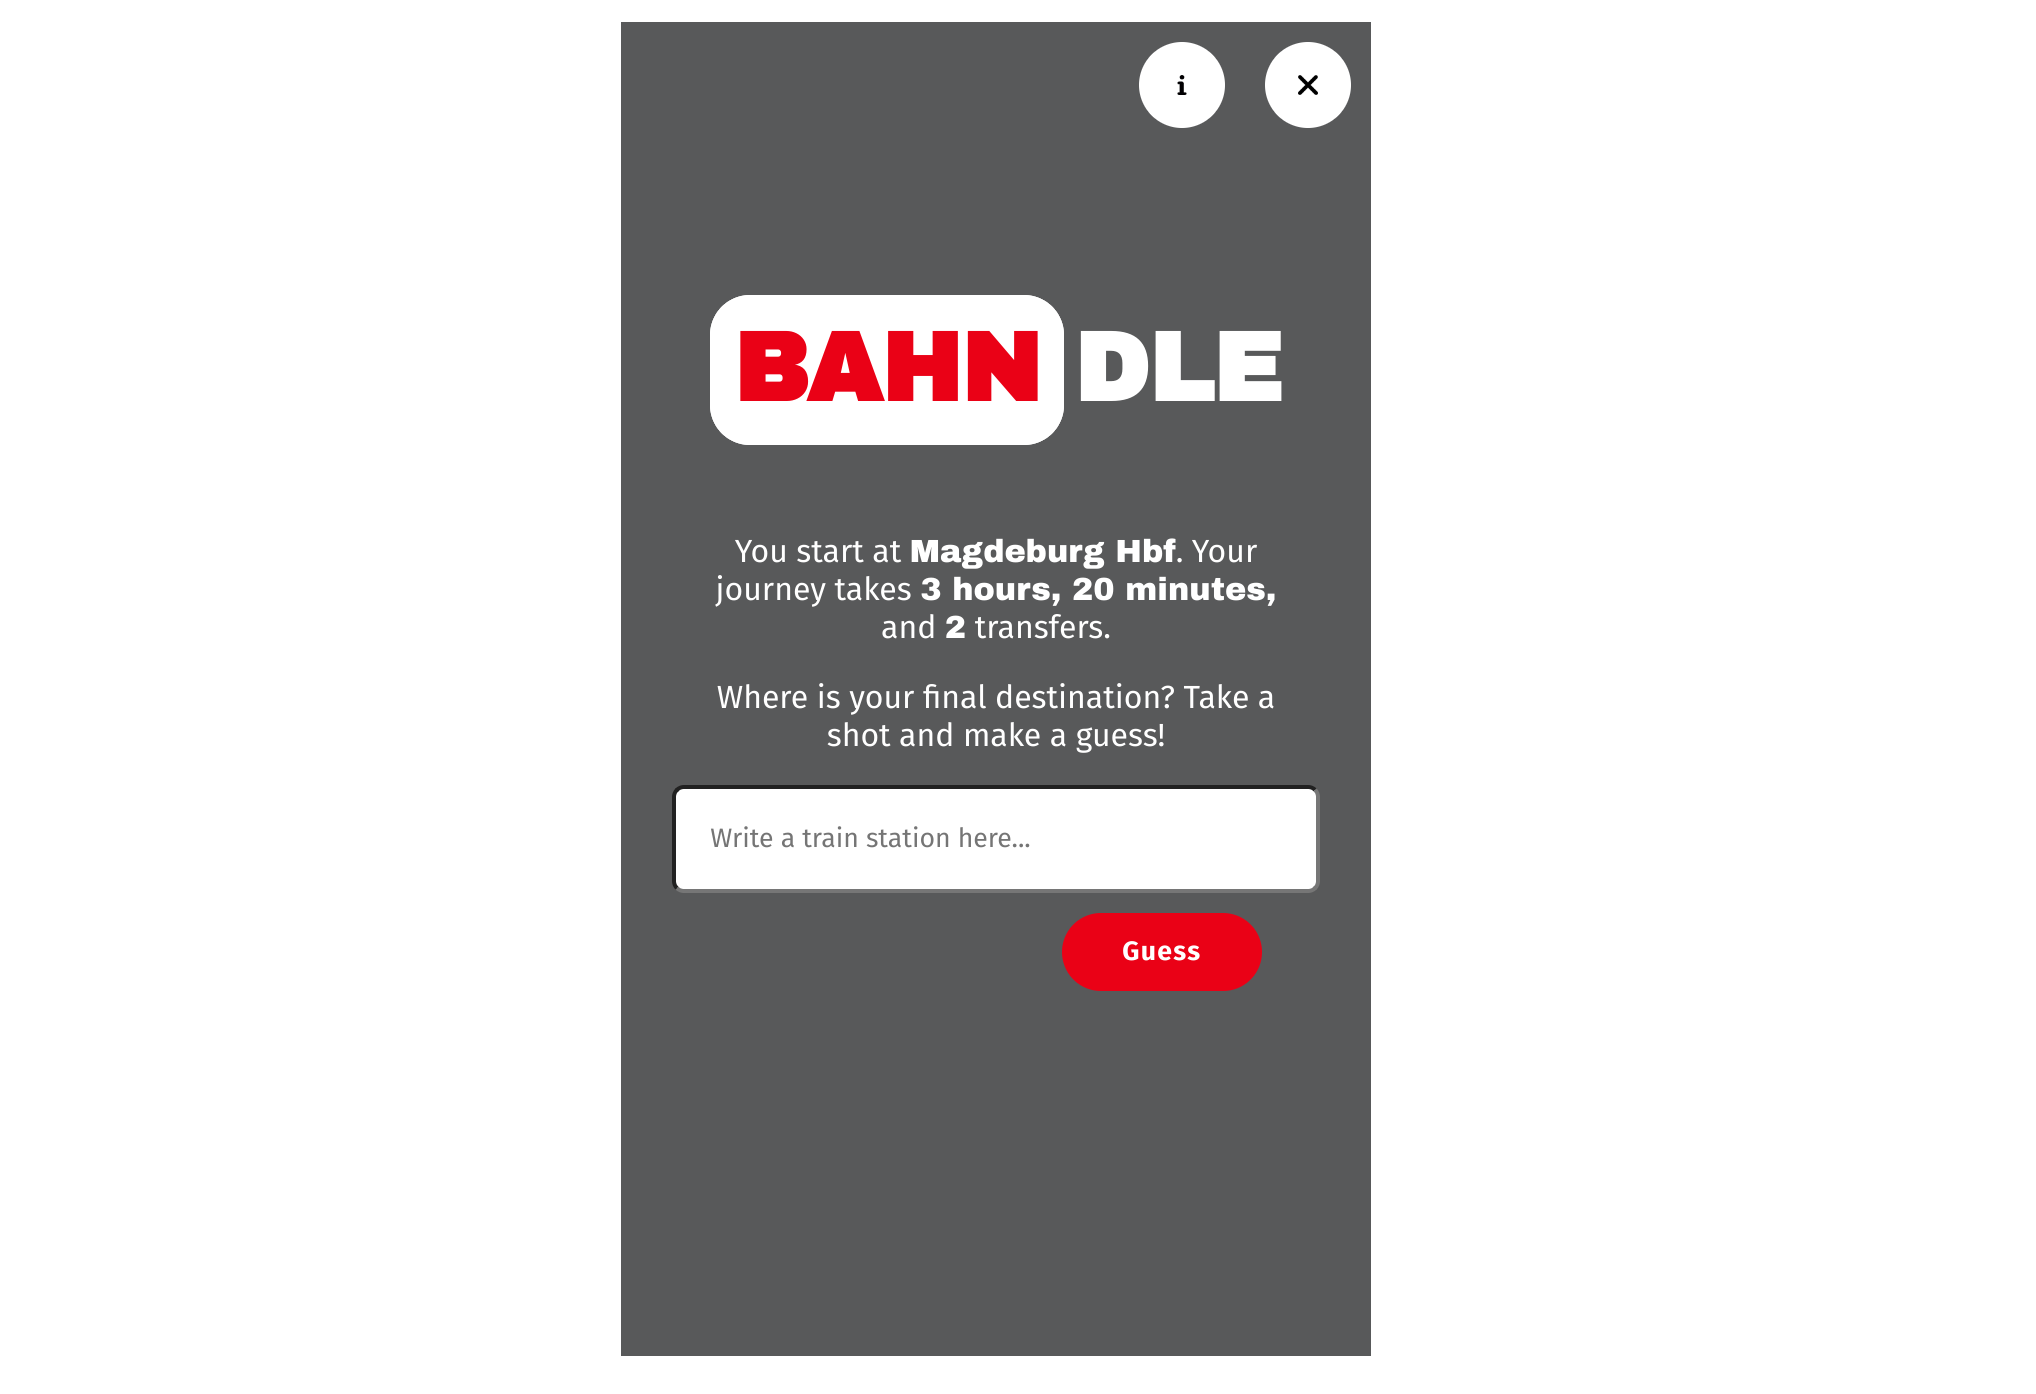 i ×
BAHN DLE
You start at Magdeburg Hbf. Your
journey takes 3 hours, 20 minutes,
and 2 transfers.
Where is your final destination? Take a
shot and make a guess!
Write a train station here...
Guess